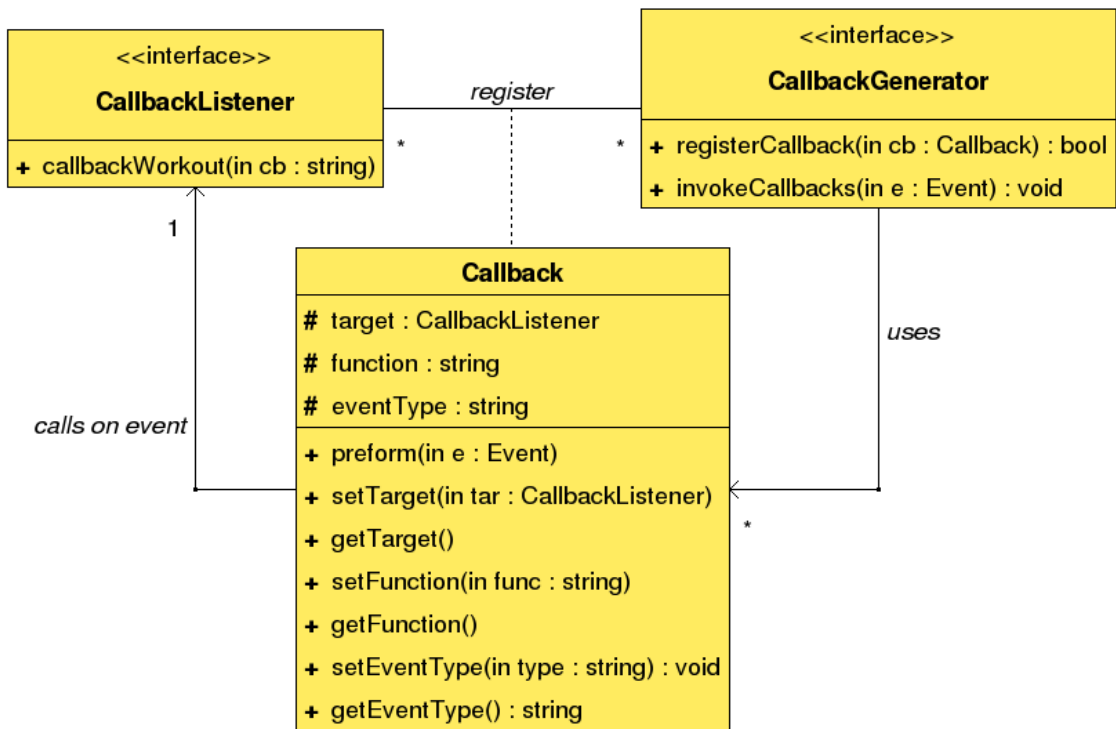 <<interface>>
CallbackListener
+ callbackWorkout(in cb : string)
register
*
*
<<interface>>
CallbackGenerator
+ registerCallback(in cb : Callback) : bool
+ invokeCallbacks(in e : Event) : void
1
calls on event
uses
*
Callback
# target : CallbackListener
# function : string
# eventType : string
+ preform(in e : Event)
+ setTarget(in tar : CallbackListener)
+ getTarget()
+ setFunction(in func : string)
+ getFunction()
+ setEventType(in type : string) : void
+ getEventType() : string